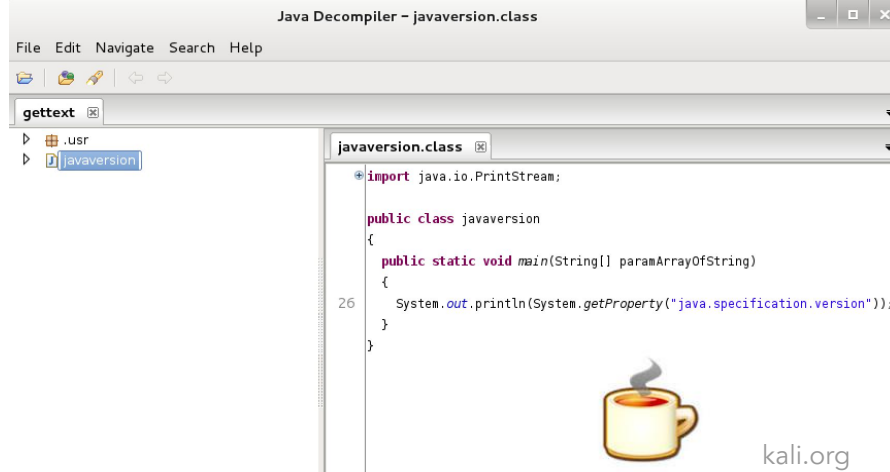 Java Decompiler - javaversion.class
File Edit Navigate Search Help
gettext
.usr
javaversion
javaversion.class
import java.io.PrintStream;
public class javaversion
{
public static void main(String[] paramArrayOfString)
{
26 System.out.println(System.getProperty("java.specification.version"));
}
}
kali.org